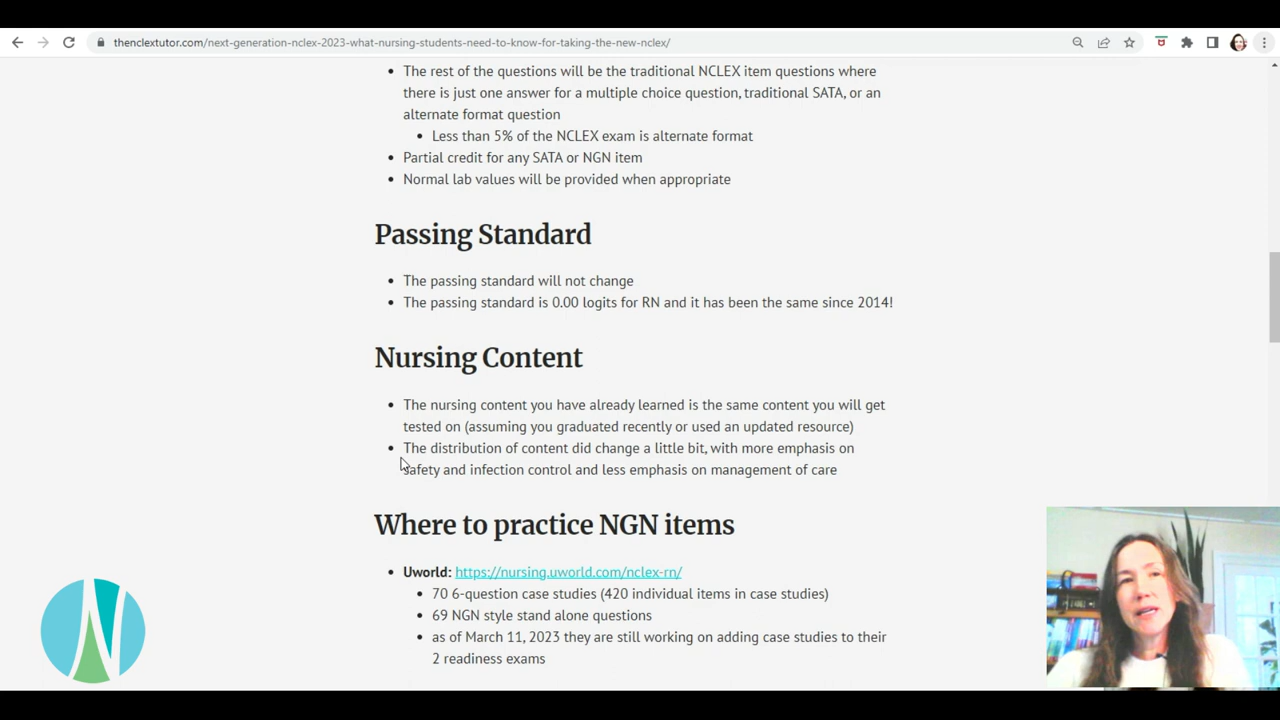 thenclextutor.com/next-generation-nclex-2023-what-nursing-students-need-to-know-for-taking-the-new-nclex/
The rest of the questions will be the traditional NCLEX item questions where
there is just one answer for a multiple choice question, traditional SATA, or an
alternate format question
Less than 5% of the NCLEX exam is alternate format
Partial credit for any SATA or NGN item
Normal lab values will be provided when appropriate
Passing Standard
The passing standard will not change
The passing standard is 0.00 logits for RN and it has been the same since 2014!
Nursing Content
The nursing content you have already learned is the same content you will get
tested on (assuming you graduated recently or used an updated resource)
The distribution of content did change a little bit, with more emphasis on
safety and infection control and less emphasis on management of care
Where to practice NGN items
Uworld: https://nursing.uworld.com/nclex-rn/
70 6-question case studies (420 individual items in case studies)
69 NGN style stand alone questions
as of March 11, 2023 they are still working on adding case studies to their
2 readiness exams